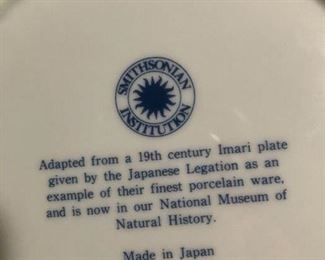 SMITHSONIAN
INSTITUTION
Adapted from a 19th century Imari plate
given by the Japanese Legation as an
example of their finest porcelain ware,
and is now in our National Museum of
Natural History.
Made in Japan